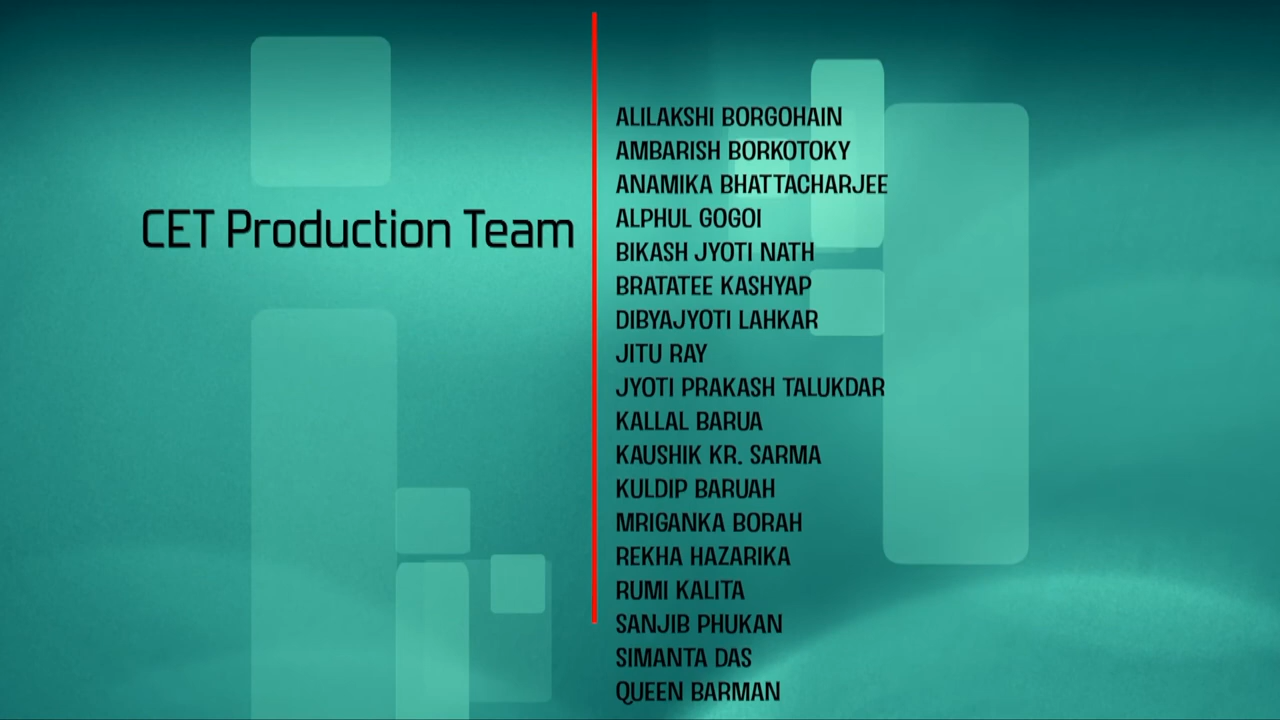 CET Production Team
ALILAKSHI BORGOHAIN
AMBARISH BORKOTOKY
ANAMIKA BHATTACHARJEE
ALPHUL GOGOI
BIKASH JYOTI NATH
BRATATEE KASHYAP
DIBYAJYOTI LAHKAR
JITU RAY
JYOTI PRAKASH TALUKDAR
KALLAL BARUA
KAUSHIK KR. SARMA
KULDIP BARUAH
MRIGANKA BORAH
REKHA HAZARIKA
RUMI KALITA
SANJIB PHUKAN
SIMANTA DAS
QUEEN BARMAN